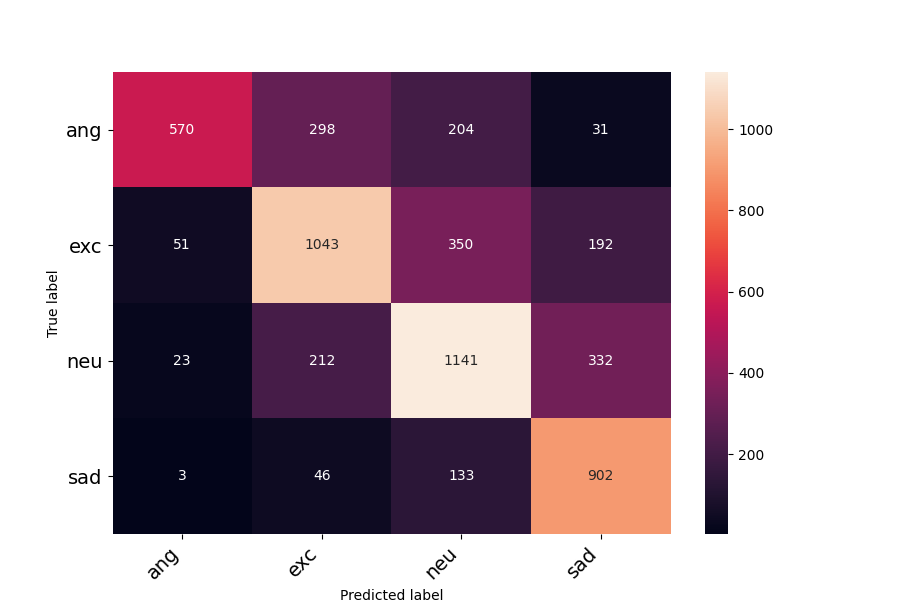 ang 570 298 204 31
exc 51 1043 350 192
neu 23 212 1141 332
sad 3 46 133 902
True label
ang exc neu sad
Predicted label
1000
800
600
400
200